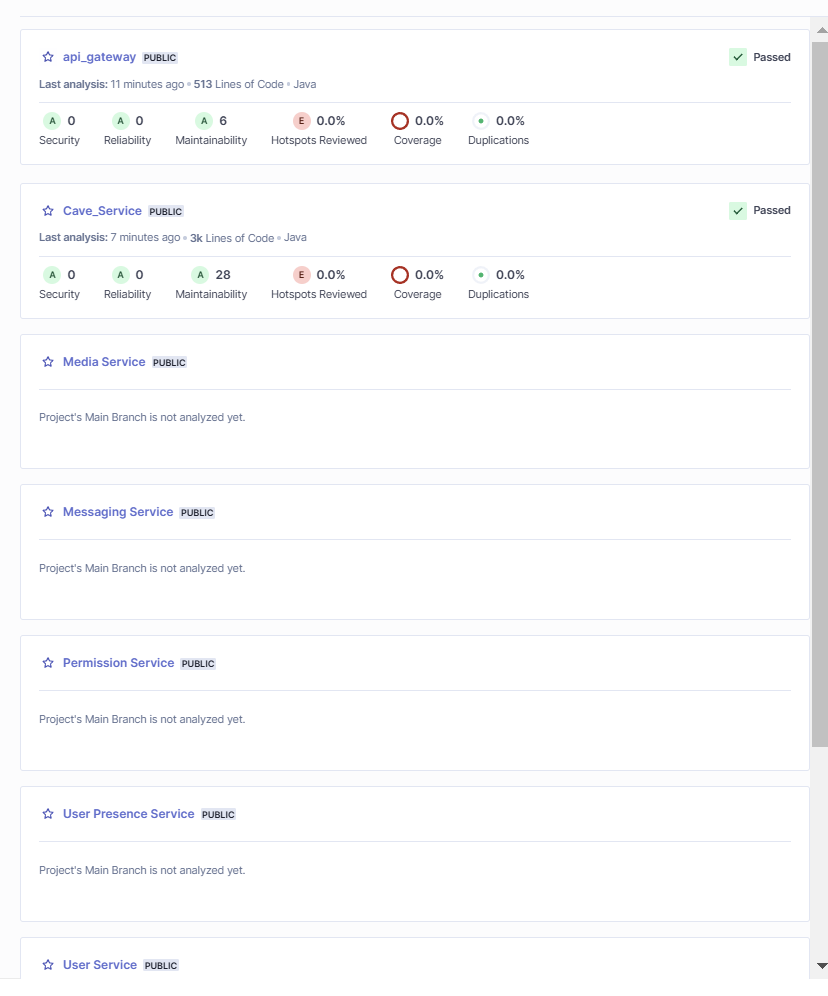 api_gateway PUBLIC Passed
Last analysis: 11 minutes ago • 513 Lines of Code • Java
A 0 A 0 A 6 E 0.0% 0.0% 0.0%
Security Reliability Maintainability Hotspots Reviewed Coverage Duplications
Cave_Service PUBLIC Passed
Last analysis: 7 minutes ago • 3k Lines of Code • Java
A 0 A 0 A 28 E 0.0% 0.0% 0.0%
Security Reliability Maintainability Hotspots Reviewed Coverage Duplications
Media Service PUBLIC
Project's Main Branch is not analyzed yet.
Messaging Service PUBLIC
Project's Main Branch is not analyzed yet.
Permission Service PUBLIC
Project's Main Branch is not analyzed yet.
User Presence Service PUBLIC
Project's Main Branch is not analyzed yet.
User Service PUBLIC